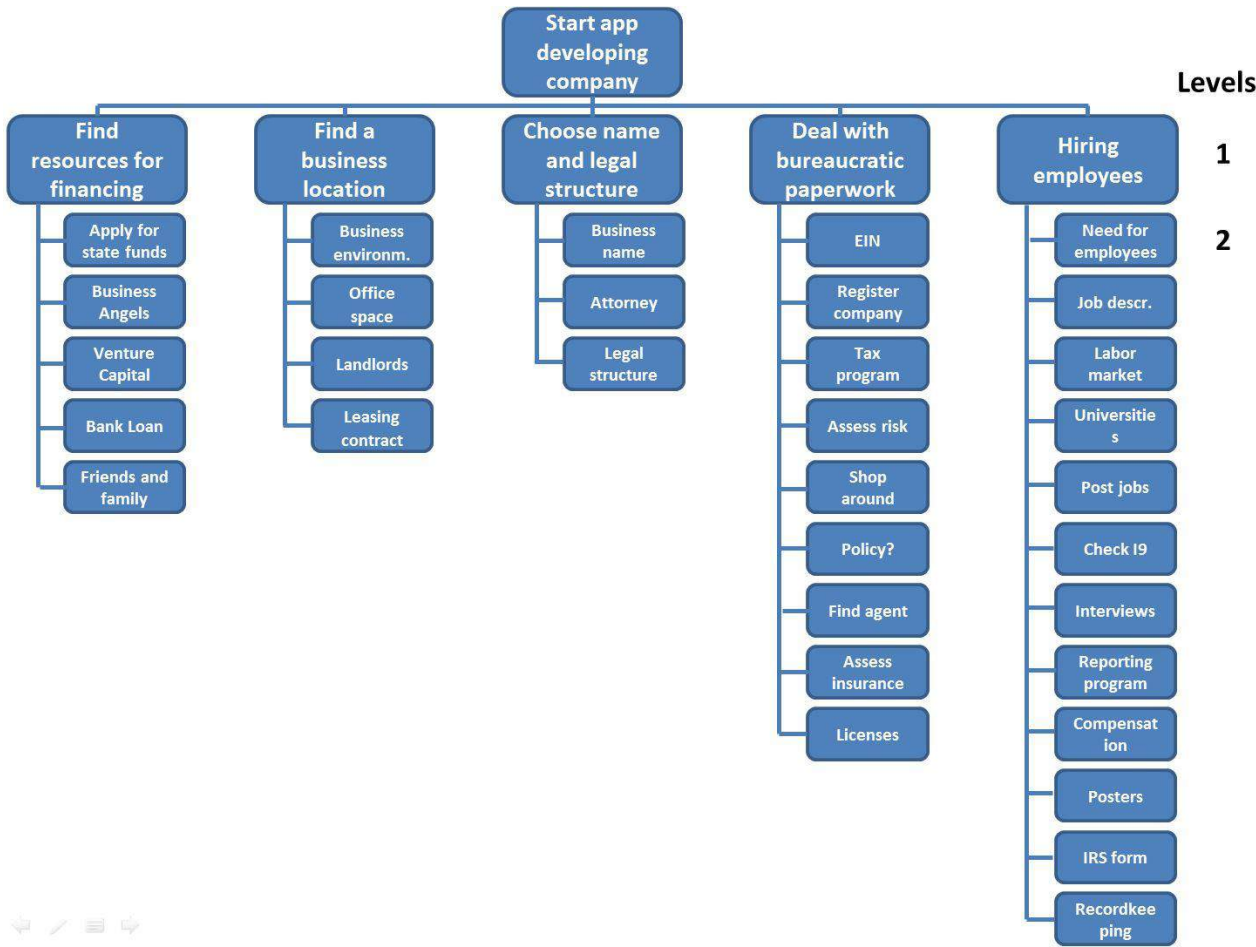 Start app
developing
company
Levels
Find
resources for
financing
Find a
business
location
Choose name
and legal
structure
Deal with
bureaucratic
paperwork
Hiring
employees
1
2
Apply for
state funds
Business
Angels
Venture
Capital
Bank Loan
Friends and
family
Business
environm.
Office
space
Landlords
Leasing
contract
Business
name
Attorney
Legal
structure
EIN
Register
company
Tax
program
Assess risk
Shop
around
Policy?
Find agent
Assess
insurance
Licenses
Need for
employees
Job descr.
Labor
market
Universitie
s
Post jobs
Check I9
Interviews
Reporting
program
Compensat
ion
Posters
IRS form
Recordkee
ping